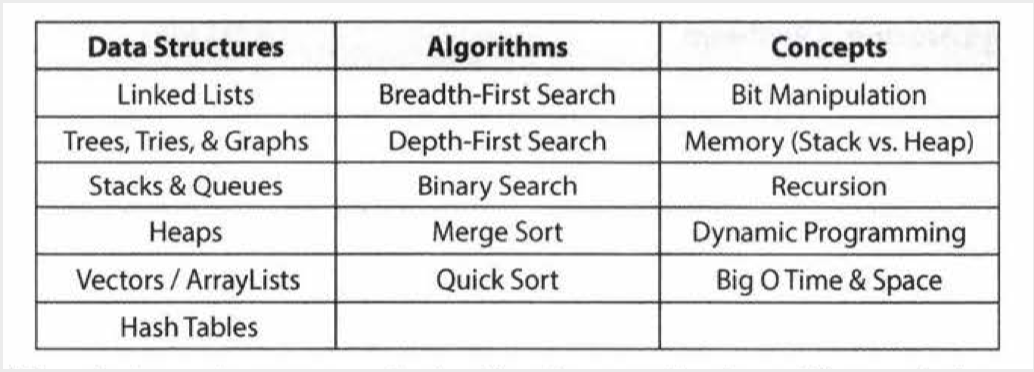 Data Structures Algorithms Concepts
Linked Lists Breadth-First Search Bit Manipulation
Trees, Tries, & Graphs Depth-First Search Memory (Stack vs. Heap)
Stacks & Queues Binary Search Recursion
Heaps Merge Sort Dynamic Programming
Vectors / ArrayLists Quick Sort Big O Time & Space
Hash Tables